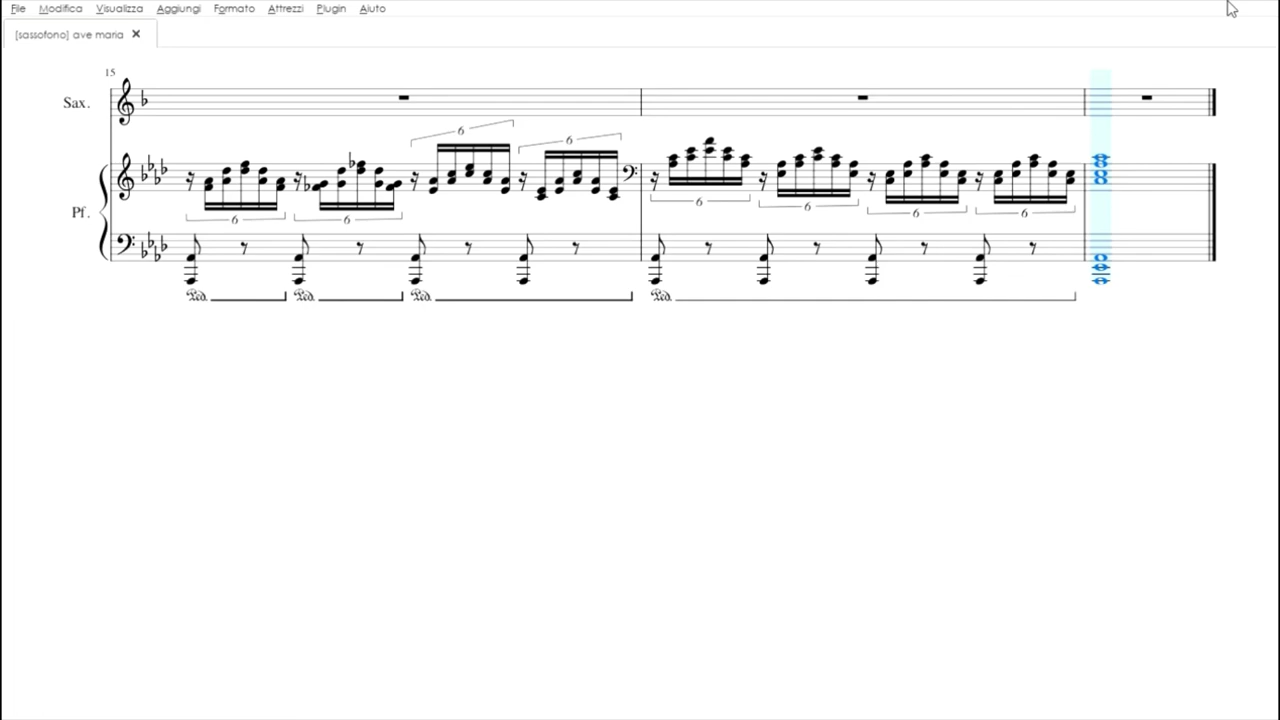 File Modifica Visualizza Aggiungi Formato Attrezzi Plugin Aiuto
[sassofono] ave maria
15
Sax.
6 6
6 6 6 6 6 6
Pf.